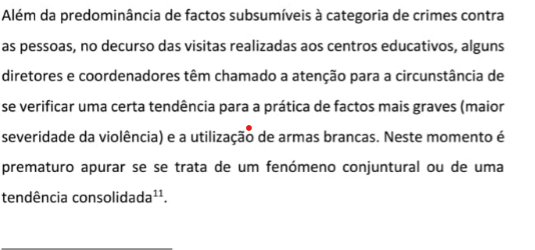 Além da predominância de factos subsumíveis à categoria de crimes contra
as pessoas, no decurso das visitas realizadas aos centros educativos, alguns
diretores e coordenadores têm chamado a atenção para a circunstância de
se verificar uma certa tendência para a prática de factos mais graves (maior
severidade da violência) e a utilização de armas brancas. Neste momento é
prematuro apurar se se trata de um fenómeno conjuntural ou de uma
tendência consolidada¹¹.